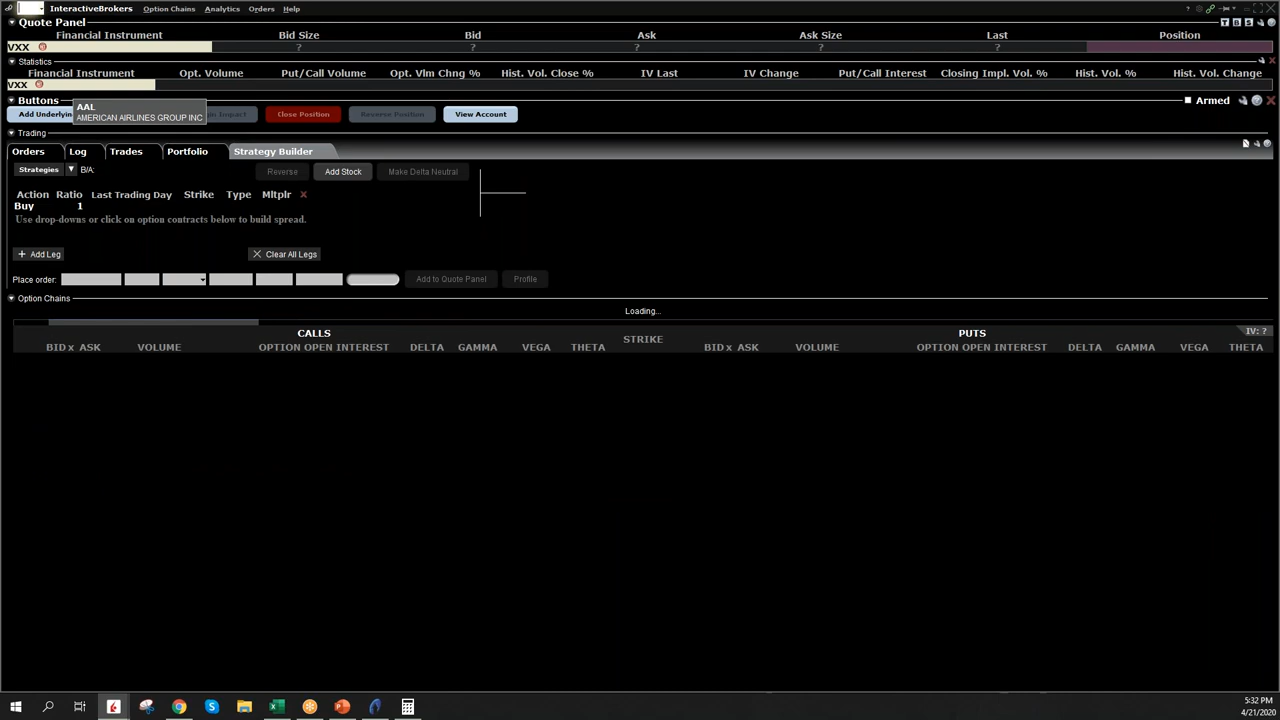 InteractiveBrokers Option Chains Analytics Orders Help ?
Quote Panel T B S
Financial Instrument Bid Size Bid Ask Ask Size Last Position
VXX ? ? ? ? ?
Statistics
Financial Instrument Opt. Volume Put/Call Volume Opt. Vlm Chng % Hist. Vol. Close % IV Last IV Change Put/Call Interest Closing Impl. Vol. % Hist. Vol. % Hist. Vol. Change
VXX
Buttons Armed
AAL
AMERICAN AIRLINES GROUP INC
Add Underlyin in Impact Close Position Reserve Position View Account
Trading
Orders Log Trades Portfolio Strategy Builder
Strategies B/A: Reverse Add Stock Make Delta Neutral
Action Ratio Last Trading Day Strike Type Mltplr X
Buy 1
Use drop-downs or click on option contracts below to build spread.
+ Add Leg X Clear All Legs
Place order: Add to Quote Panel Profile
Option Chains
Loading...
CALLS STRIKE PUTS IV: ?
BID x ASK VOLUME OPTION OPEN INTEREST DELTA GAMMA VEGA THETA BID x ASK VOLUME OPTION OPEN INTEREST DELTA GAMMA VEGA THETA
5:32 PM
4/21/2020